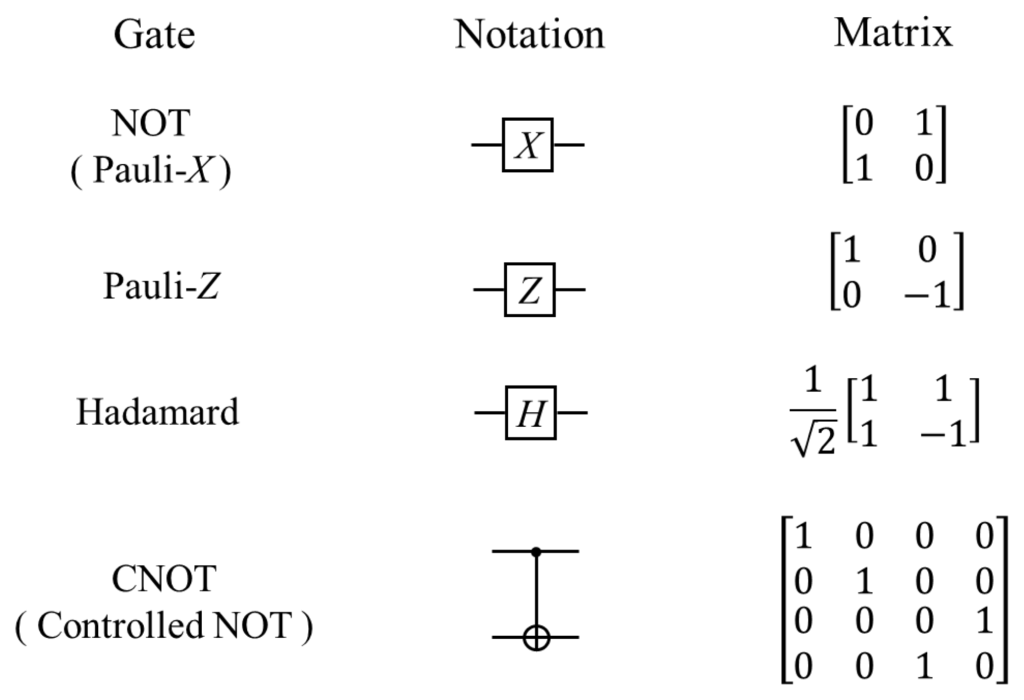 Gate Notation Matrix
NOT
( Pauli-X )
X
[0 1]
[1 0]
Pauli-Z
Z
[1 0]
[0 −1]
Hadamard
H
1
√2
[1 1]
[1 −1]
CNOT
( Controlled NOT )
[1 0 0 0]
[0 1 0 0]
[0 0 0 1]
[0 0 1 0]